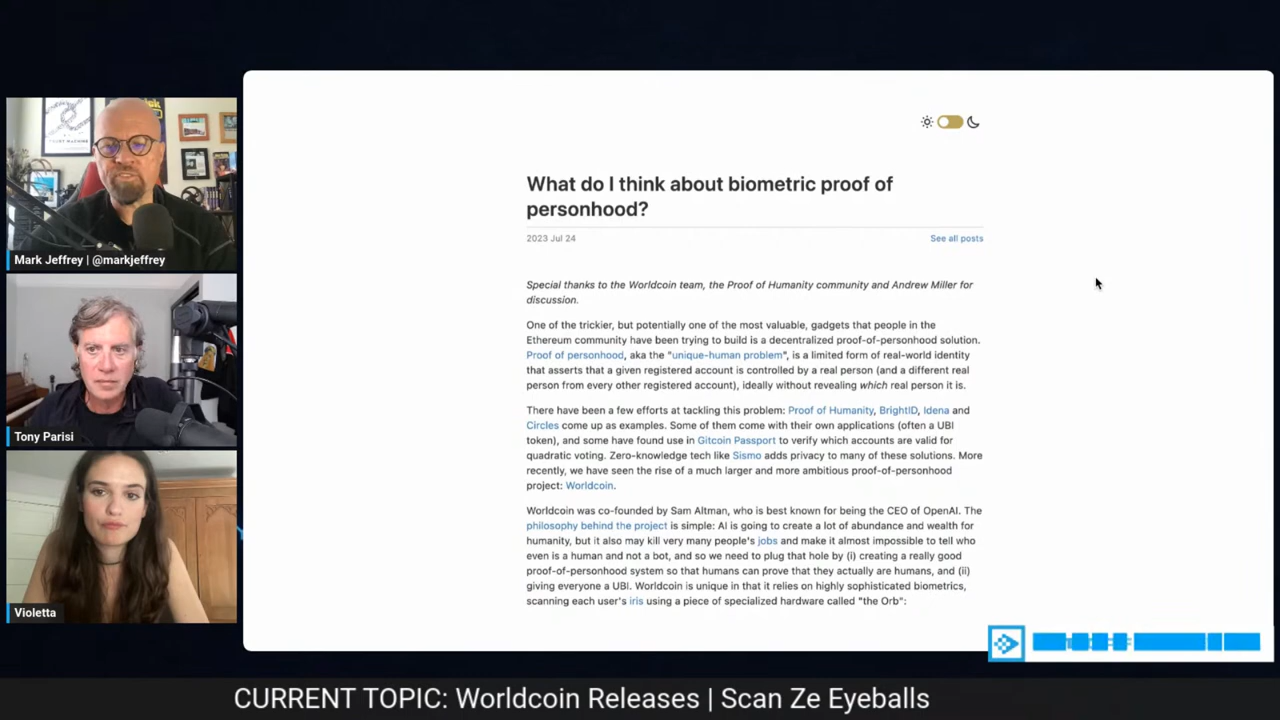 Mark Jeffrey | @markjeffrey
Tony Parisi
Violetta
What do I think about biometric proof of
personhood?
2023 Jul 24
See all posts
Special thanks to the Worldcoin team, the Proof of Humanity community and Andrew Miller for
discussion.
One of the trickier, but potentially one of the most valuable, gadgets that people in the
Ethereum community have been trying to build is a decentralized proof-of-personhood solution.
Proof of personhood, aka the "unique-human problem", is a limited form of real-world identity
that asserts that a given registered account is controlled by a real person (and a different real
person from every other registered account), ideally without revealing which real person it is.
There have been a few efforts at tackling this problem: Proof of Humanity, BrightID, Idena and
Circles come up as examples. Some of them come with their own applications (often a UBI
token), and some have found use in Gitcoin Passport to verify which accounts are valid for
quadratic voting. Zero-knowledge tech like Sismo adds privacy to many of these solutions. More
recently, we have seen the rise of a much larger and more ambitious proof-of-personhood
project: Worldcoin.
Worldcoin was co-founded by Sam Altman, who is best known for being the CEO of OpenAI. The
philosophy behind the project is simple: AI is going to create a lot of abundance and wealth for
humanity, but it also may kill very many people's jobs and make it almost impossible to tell who
even is a human and not a bot, and so we need to plug that hole by (i) creating a really good
proof-of-personhood system so that humans can prove that they actually are humans, and (ii)
giving everyone a UBI. Worldcoin is unique in that it relies on highly sophisticated biometrics,
scanning each user's iris using a piece of specialized hardware called "the Orb":
CURRENT TOPIC: Worldcoin Releases | Scan Ze Eyeballs